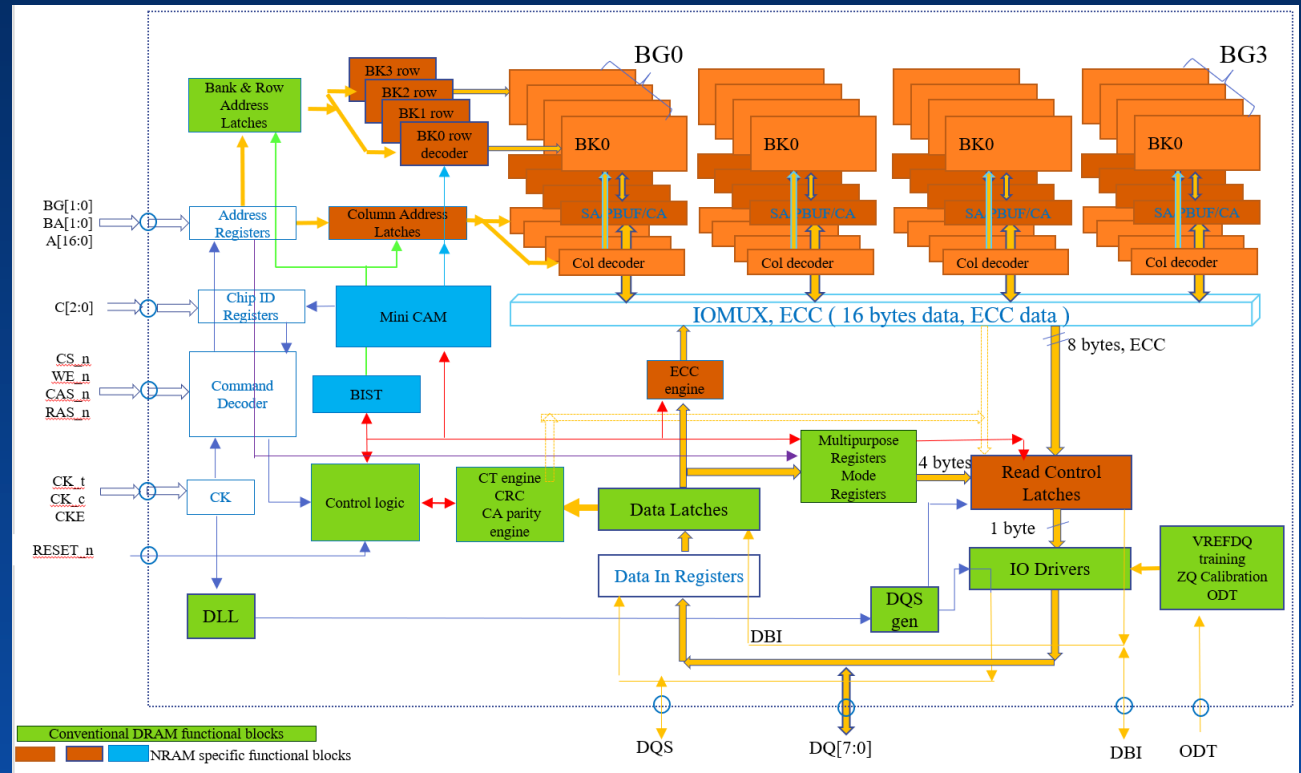 BG0
BG3
BK3 row
BK2 row
BK1 row
BK0 row
decoder
Bank & Row
Address
Latches
BK0
BK0
BK0
BK0
BG[1:0]
BA[1:0]
A[16:0]
Address
Registers
Column Address
Latches
SA/PBUF/CA
SA/PBUF/CA
SA/PBUF/CA
SA/PBUF/CA
Col decoder
Col decoder
Col decoder
Col decoder
C[2:0]
Chip ID
Registers
Mini CAM
IOMUX, ECC ( 16 bytes data, ECC data )
8 bytes, ECC
CS_n
WE_n
CAS_n
RAS_n
Command
Decoder
BIST
ECC
engine
Multipurpose
Registers
Mode
Registers
4 bytes
Read Control
Latches
CK_t
CK_c
CKE
CK
Control logic
CT engine
CRC
CA parity
engine
Data Latches
1 byte
RESET_n
Data In Registers
IO Drivers
VREFDQ
training
ZQ Calibration
ODT
DLL
DQS
gen
DBI
Conventional DRAM functional blocks
NRAM specific functional blocks
DQS
DQ[7:0]
DBI
ODT